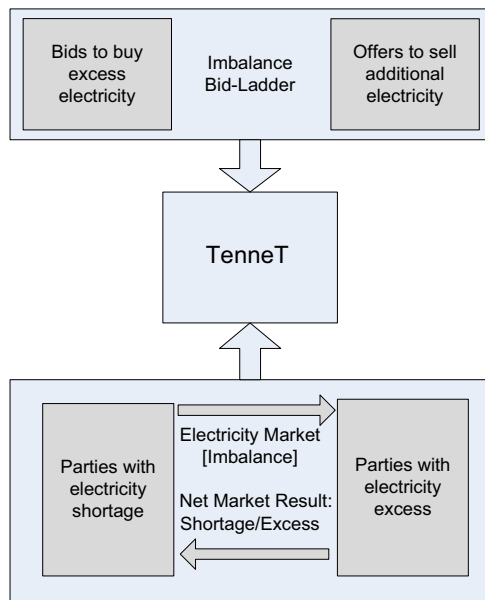 Bids to buy
excess
electricity
Imbalance
Bid-Ladder
Offers to sell
additional
electricity
TenneT
Parties with
electricity
shortage
Electricity Market
[Imbalance]
Net Market Result:
Shortage/Excess
Parties with
electricity
excess